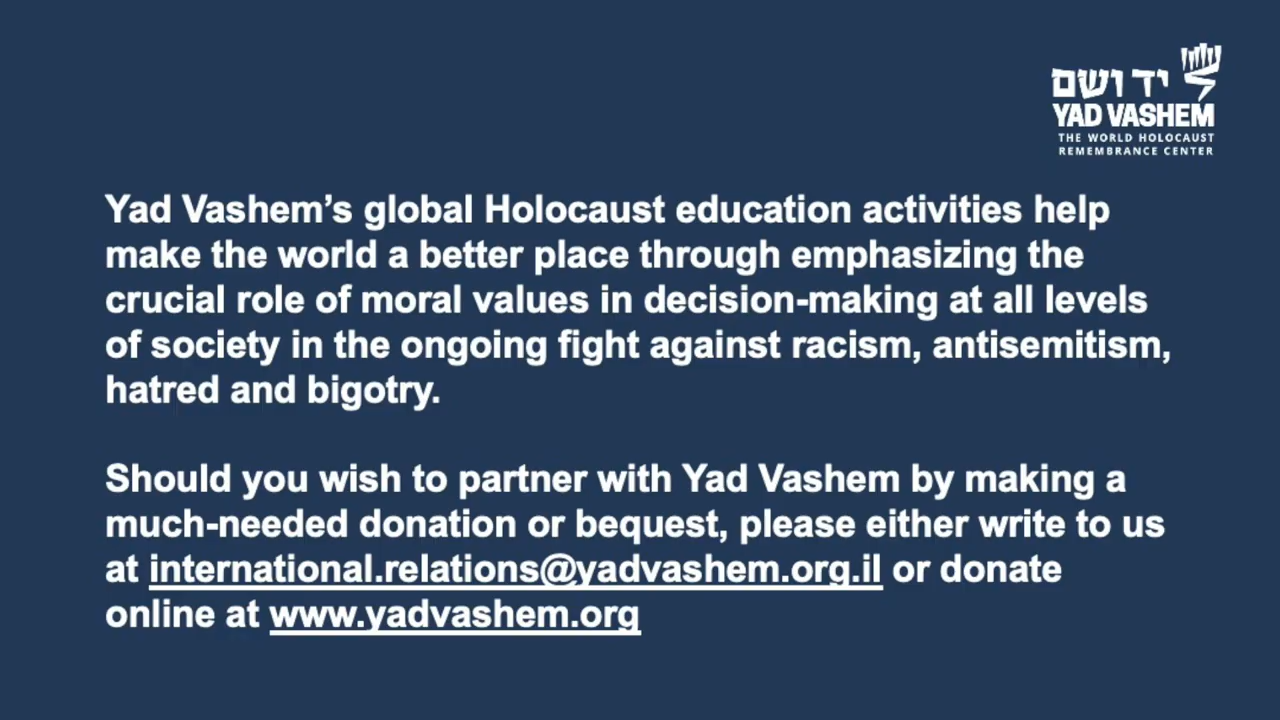 יד ושם
YAD VASHEM
THE WORLD HOLOCAUST
REMEMBRANCE CENTER
Yad Vashem’s global Holocaust education activities help
make the world a better place through emphasizing the
crucial role of moral values in decision-making at all levels
of society in the ongoing fight against racism, antisemitism,
hatred and bigotry.
Should you wish to partner with Yad Vashem by making a
much-needed donation or bequest, please either write to us
at international.relations@yadvashem.org.il or donate
online at www.yadvashem.org